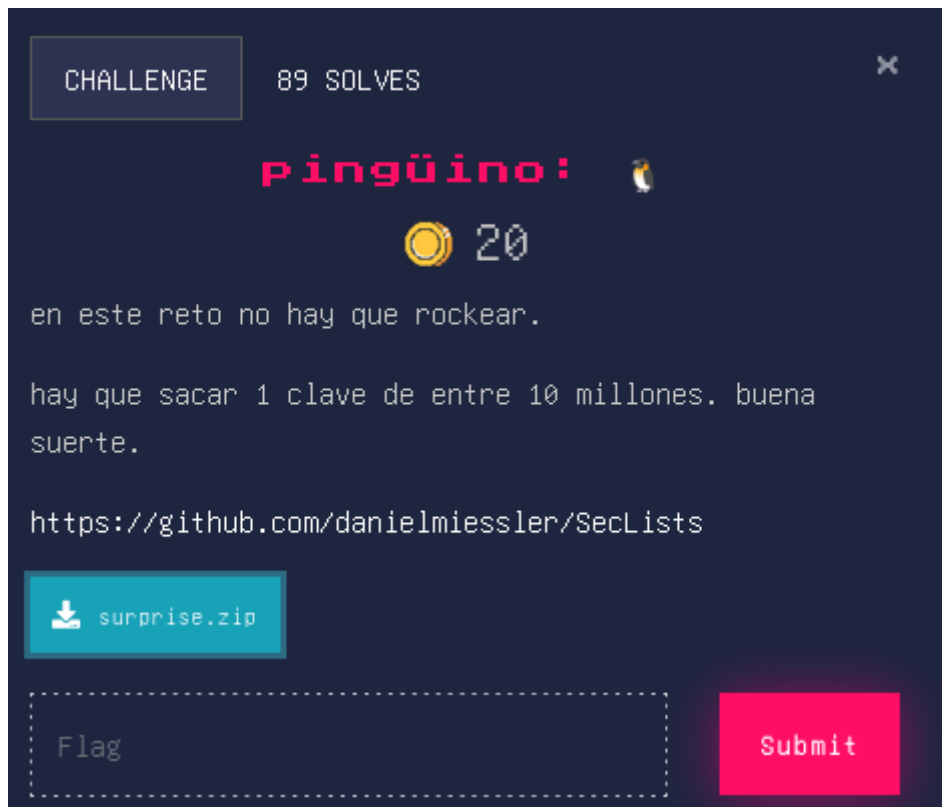 CHALLENGE
89 SOLVES
pingüino:
20
en este reto no hay que rockear.
hay que sacar 1 clave de entre 10 millones. buena
suerte.
https://github.com/danielmiessler/SecLists
surprise.zip
Flag
Submit